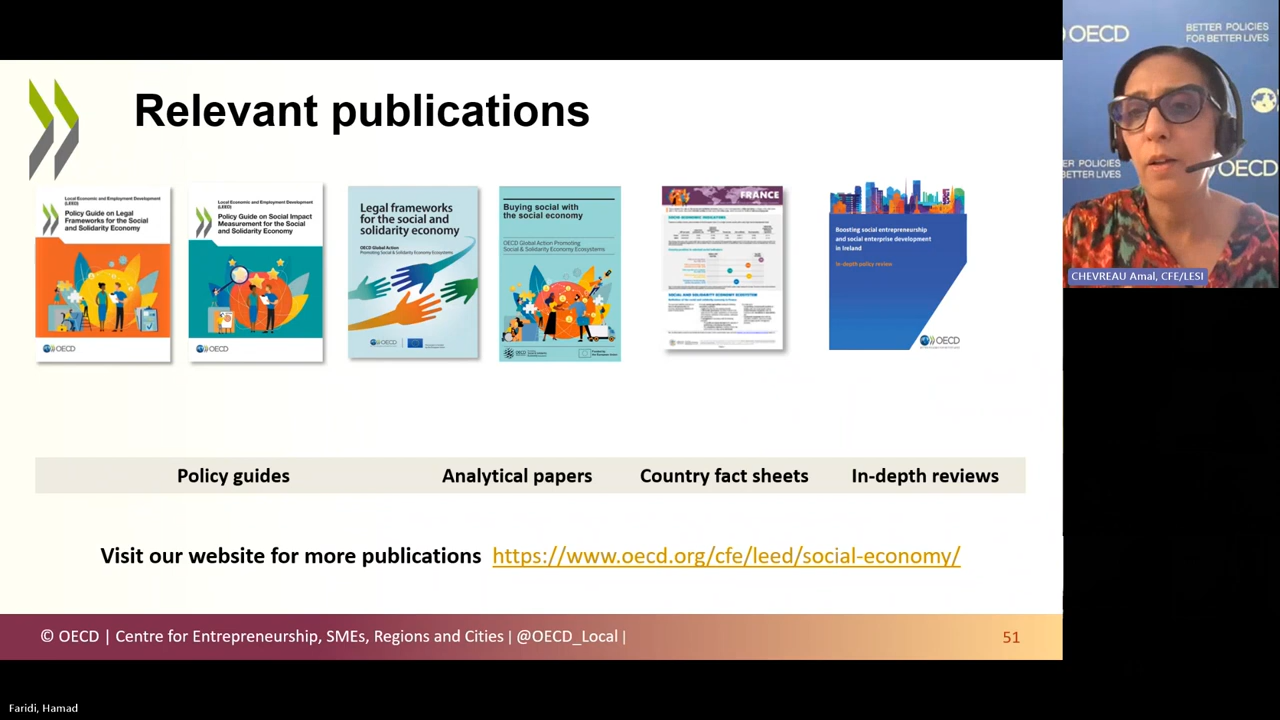 Relevant publications
Local Economic and Employment Development
(LEED)
Policy Guide on Legal
Frameworks for the Social
and Solidarity Economy
OECD
Local Economic and Employment Development
(LEED)
Policy Guide on Social Impact
Measurement for the Social
and Solidarity Economy
OECD
Legal frameworks
for the social and
solidarity economy
OECD Global Action
Promoting Social & Solidarity Economy Ecosystems
OECD
Buying social with
the social economy
OECD Global Action Promoting
Social & Solidarity Economy Ecosystems
OECD
FRANCE
Boosting social entrepreneurship
and social enterprise development
in Ireland
In-depth policy review
OECD
Policy guides
Analytical papers
Country fact sheets
In-depth reviews
Visit our website for more publications https://www.oecd.org/cfe/leed/social-economy/
© OECD | Centre for Entrepreneurship, SMEs, Regions and Cities | @OECD_Local |
51
OECD
BETTER POLICIES
FOR BETTER LIVES
ER POLICIES
BETTER LIVES
OECD
CHEVREAU Amal, CFE/LESI
Faridi, Hamad